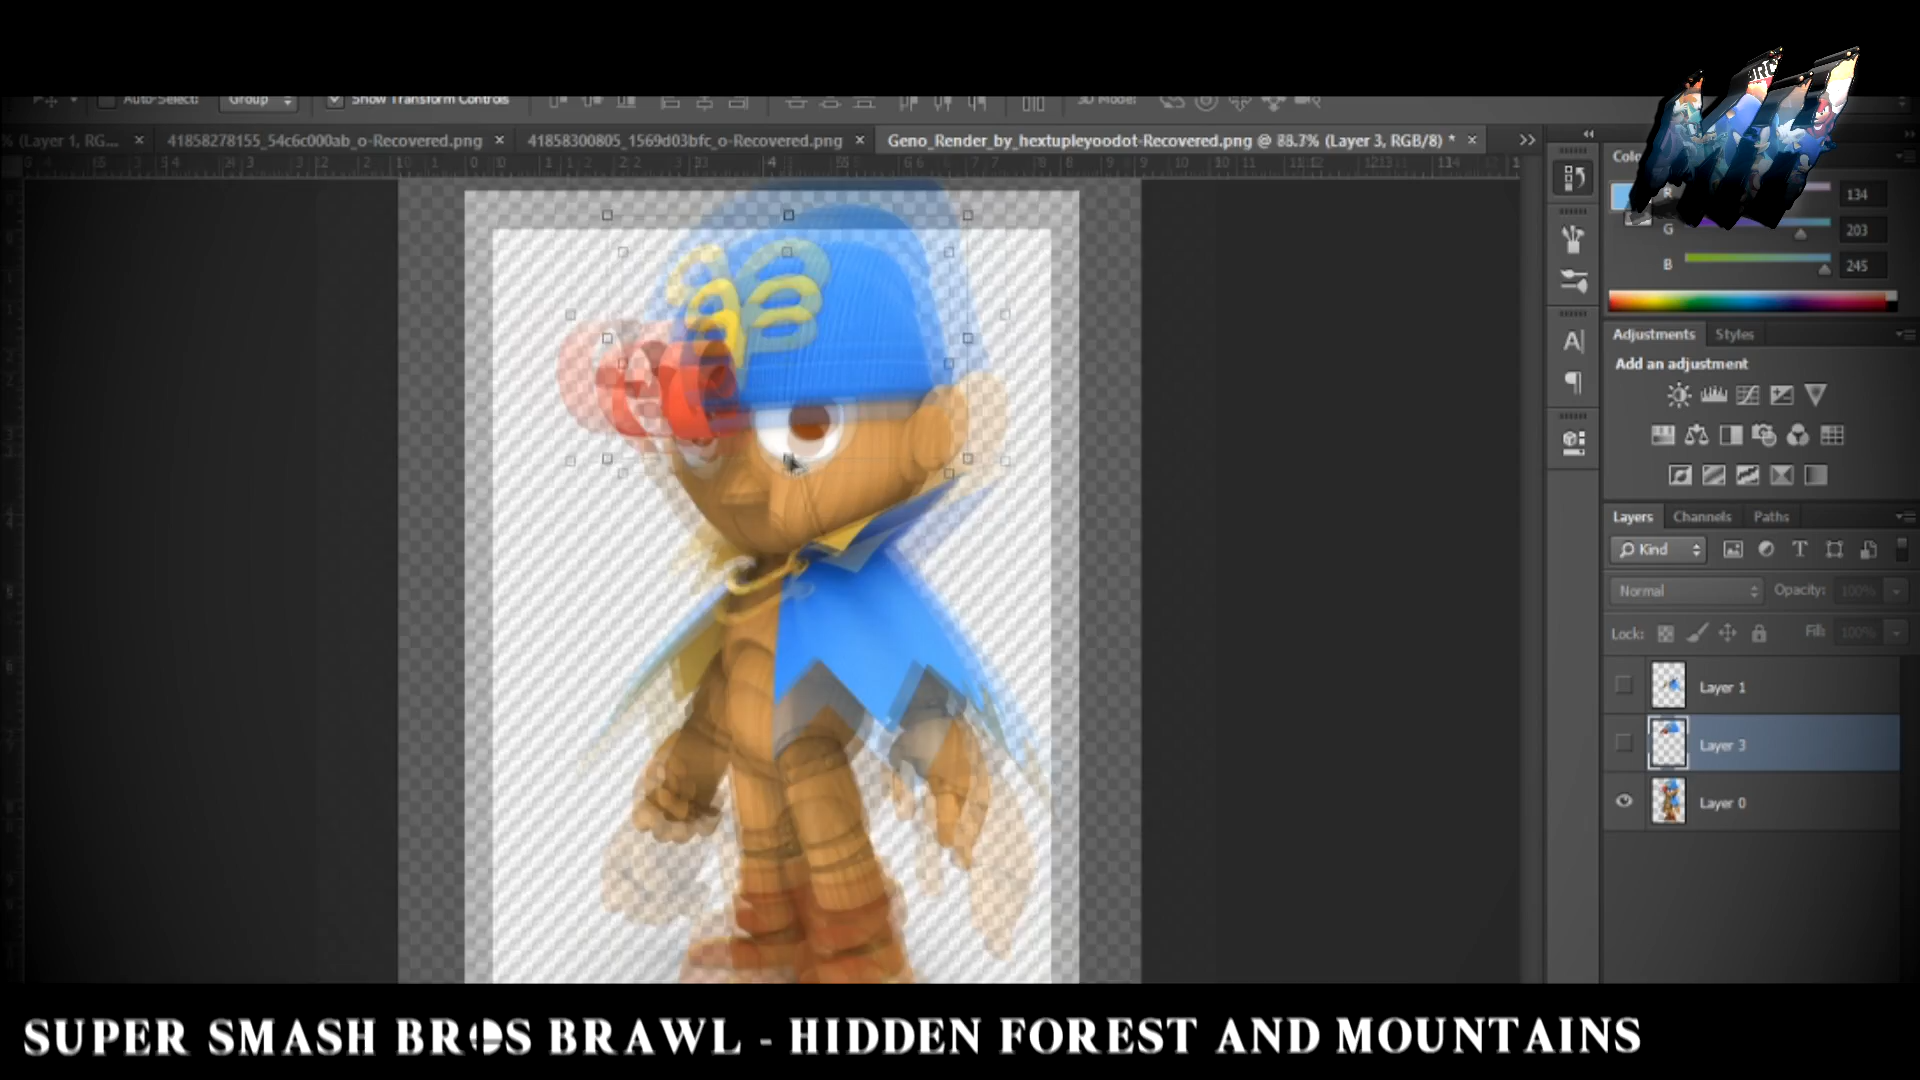 Auto-Select: Group Show Transform Controls 3D Mode:
% (Layer 1, RG... × 41858278155_54c6c000ab_o-Recovered.png × 41858300805_1569d03bfc_o-Recovered.png × Geno_Render_by_hextupleyoodot-Recovered.png @ (Layer 3, RGB/8) * ×
R 134
G 203
B 245
Adjustments Styles
Add an adjustment
Layers Channels Paths
Kind
Normal Opacity: 100%
Lock: Fill: 100%
Layer 1
Layer 3
Layer 0
SUPER SMASH BROS BRAWL - HIDDEN FOREST AND MOUNTAINS